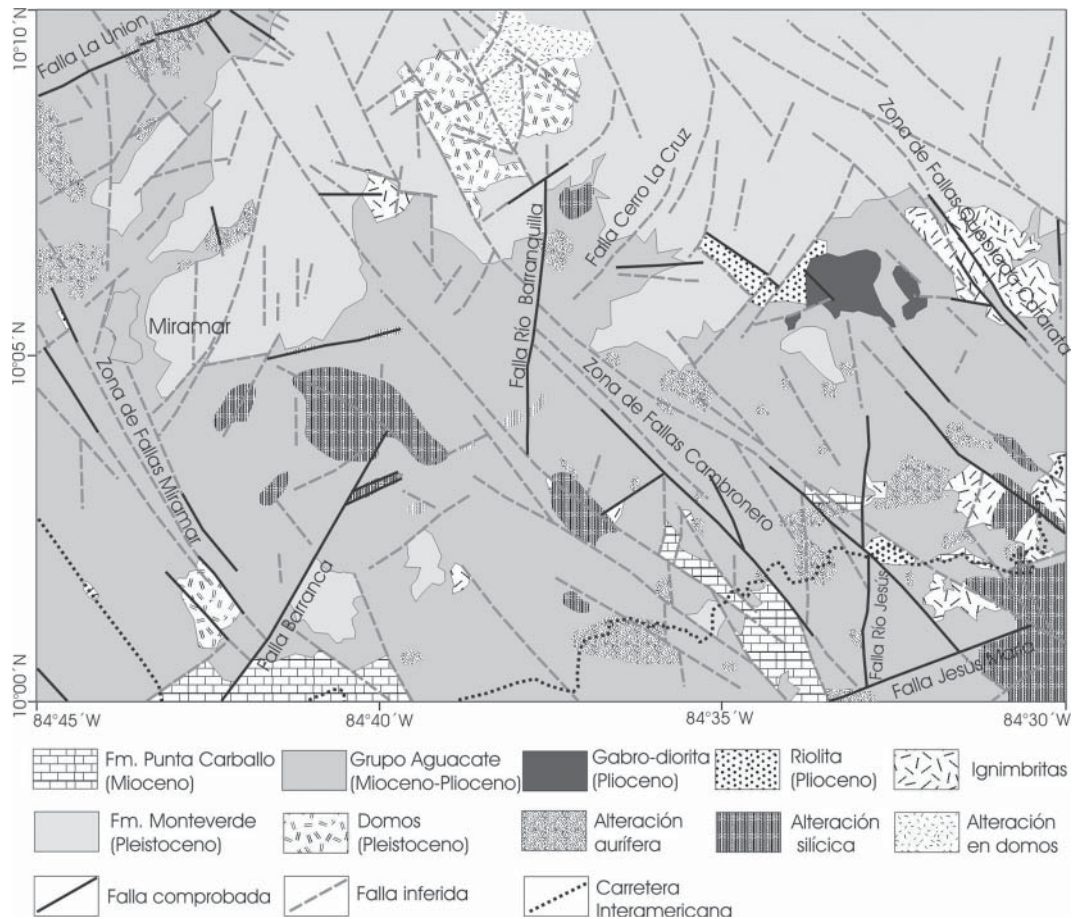 10°10´N
Falla La Union
Falla Cerro La Cruz
Zona de Fallas Quebrada Catarata
Falla Río Barranquilla
Miramar
10°05´N
Zona de Fallas Miramar
Zona de Fallas Cambronero
Falla Barranca
Falla Río Jesús
Falla Jesús María
10°00´N
84°45´W
84°40´W
84°35´W
84°30´W
Fm. Punta Carballo
(Mioceno)
Grupo Aguacate
(Mioceno-Plioceno)
Gabro-diorita
(Plioceno)
Riolita
(Plioceno)
Ignimbritas
Fm. Monteverde
(Pleistoceno)
Domos
(Pleistoceno)
Alteración
aurífera
Alteración
silícica
Alteración
en domos
Falla comprobada
Falla inferida
Carretera
Interamericana